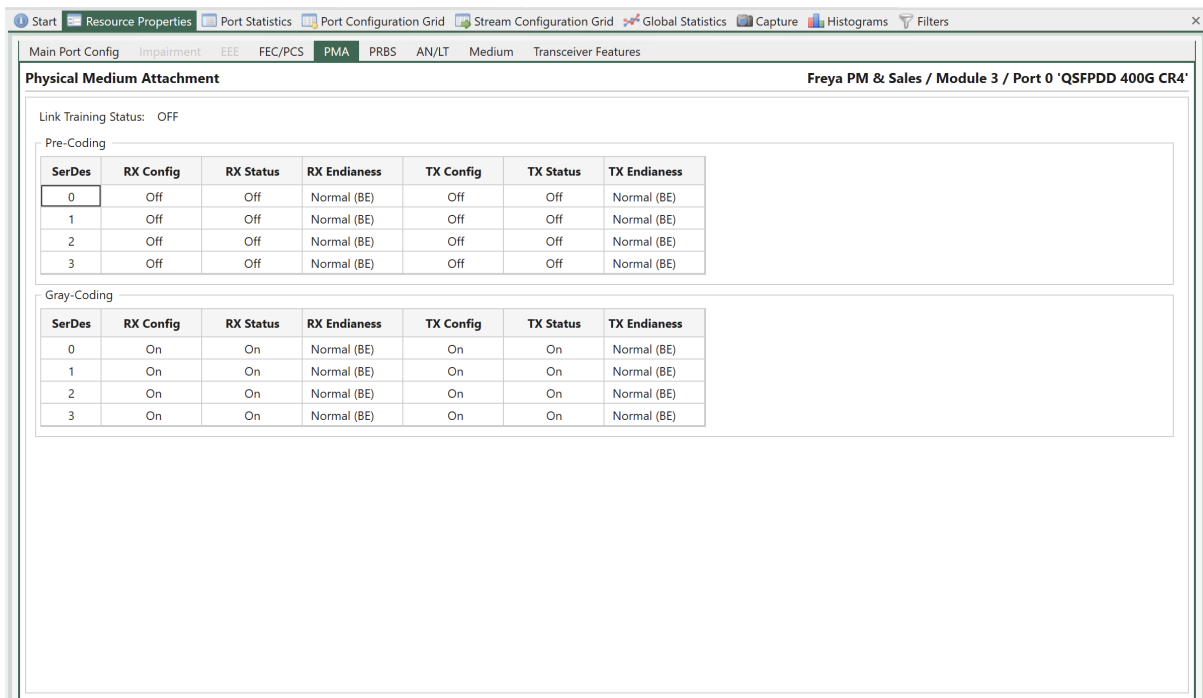 Start Resource Properties Port Statistics Port Configuration Grid Stream Configuration Grid Global Statistics Capture Histograms Filters
Main Port Config Impairment EEE FEC/PCS PMA PRBS AN/LT Medium Transceiver Features
Physical Medium Attachment Freya PM & Sales / Module 3 / Port 0 'QSFPDD 400G CR4'
Link Training Status: OFF
Pre-Coding
SerDes RX Config RX Status RX Endianess TX Config TX Status TX Endianess
0 Off Off Normal (BE) Off Off Normal (BE)
1 Off Off Normal (BE) Off Off Normal (BE)
2 Off Off Normal (BE) Off Off Normal (BE)
3 Off Off Normal (BE) Off Off Normal (BE)
Gray-Coding
SerDes RX Config RX Status RX Endianess TX Config TX Status TX Endianess
0 On On Normal (BE) On On Normal (BE)
1 On On Normal (BE) On On Normal (BE)
2 On On Normal (BE) On On Normal (BE)
3 On On Normal (BE) On On Normal (BE)